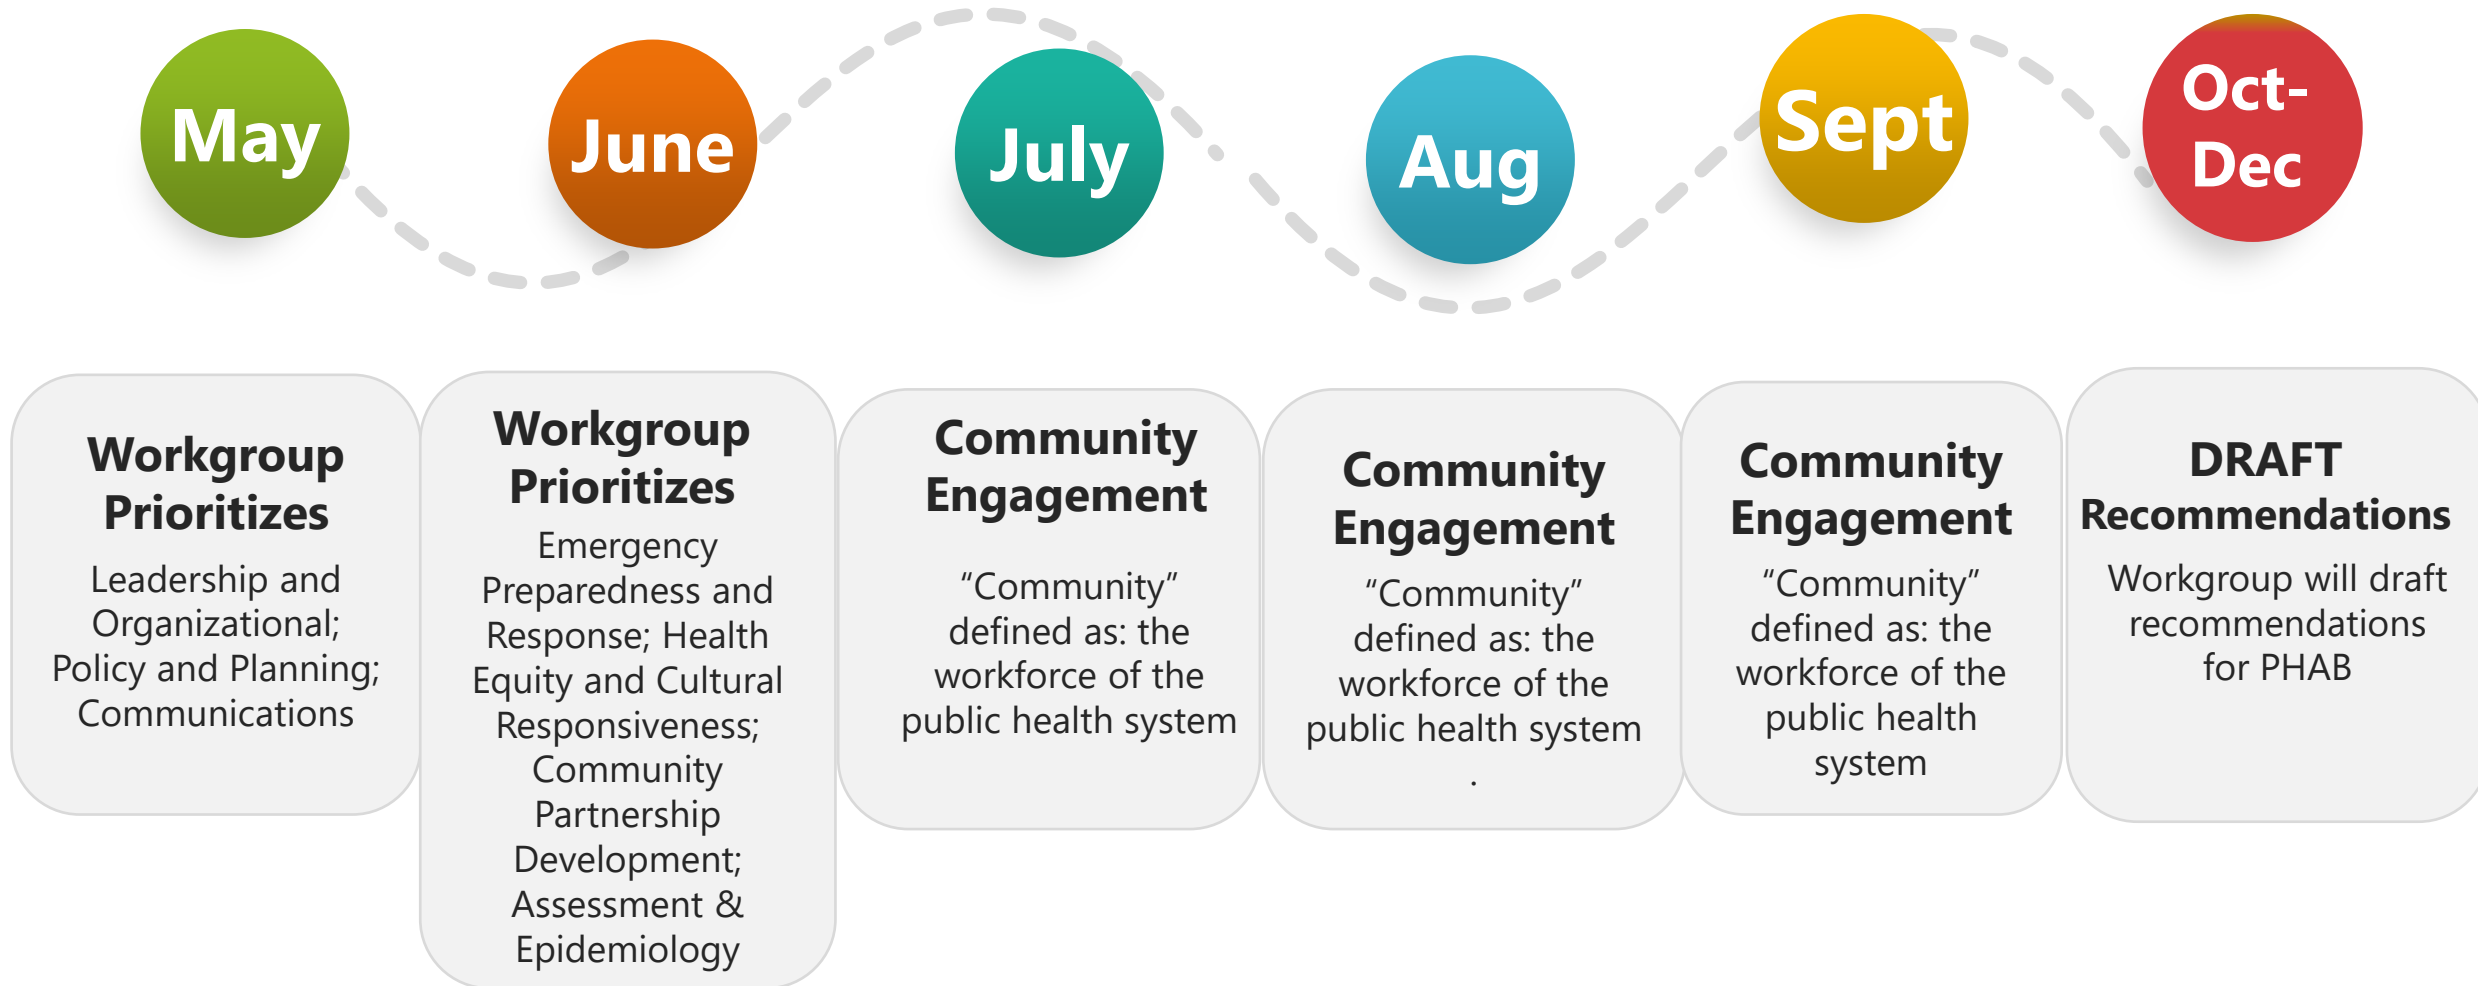 May
June
July
Aug
Sept
Oct-
Dec
Workgroup
Prioritizes
Leadership and
Organizational;
Policy and Planning;
Communications
Workgroup
Prioritizes
Emergency
Preparedness and
Response; Health
Equity and Cultural
Responsiveness;
Community
Partnership
Development;
Assessment &
Epidemiology
Community
Engagement
“Community”
defined as: the
workforce of the
public health system
Community
Engagement
“Community”
defined as: the
workforce of the
public health system
.
Community
Engagement
“Community”
defined as: the
workforce of the
public health
system
DRAFT
Recommendations
Workgroup will draft
recommendations
for PHAB